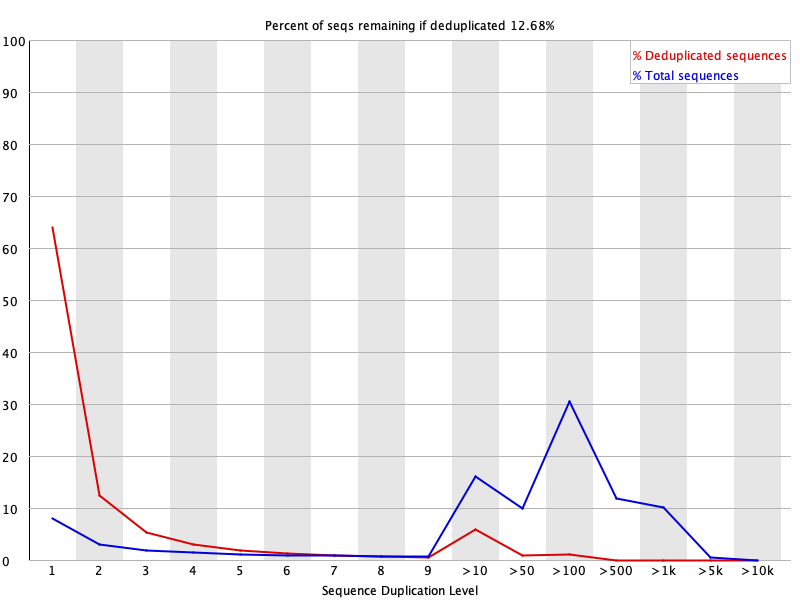 Percent of seqs remaining if deduplicated 12.68%
% Deduplicated sequences
% Total sequences
100
90
80
70
60
50
40
30
20
10
0
1 2 3 4 5 6 7 8 9 >10 >50 >100 >500 >1k >5k >10k
Sequence Duplication Level